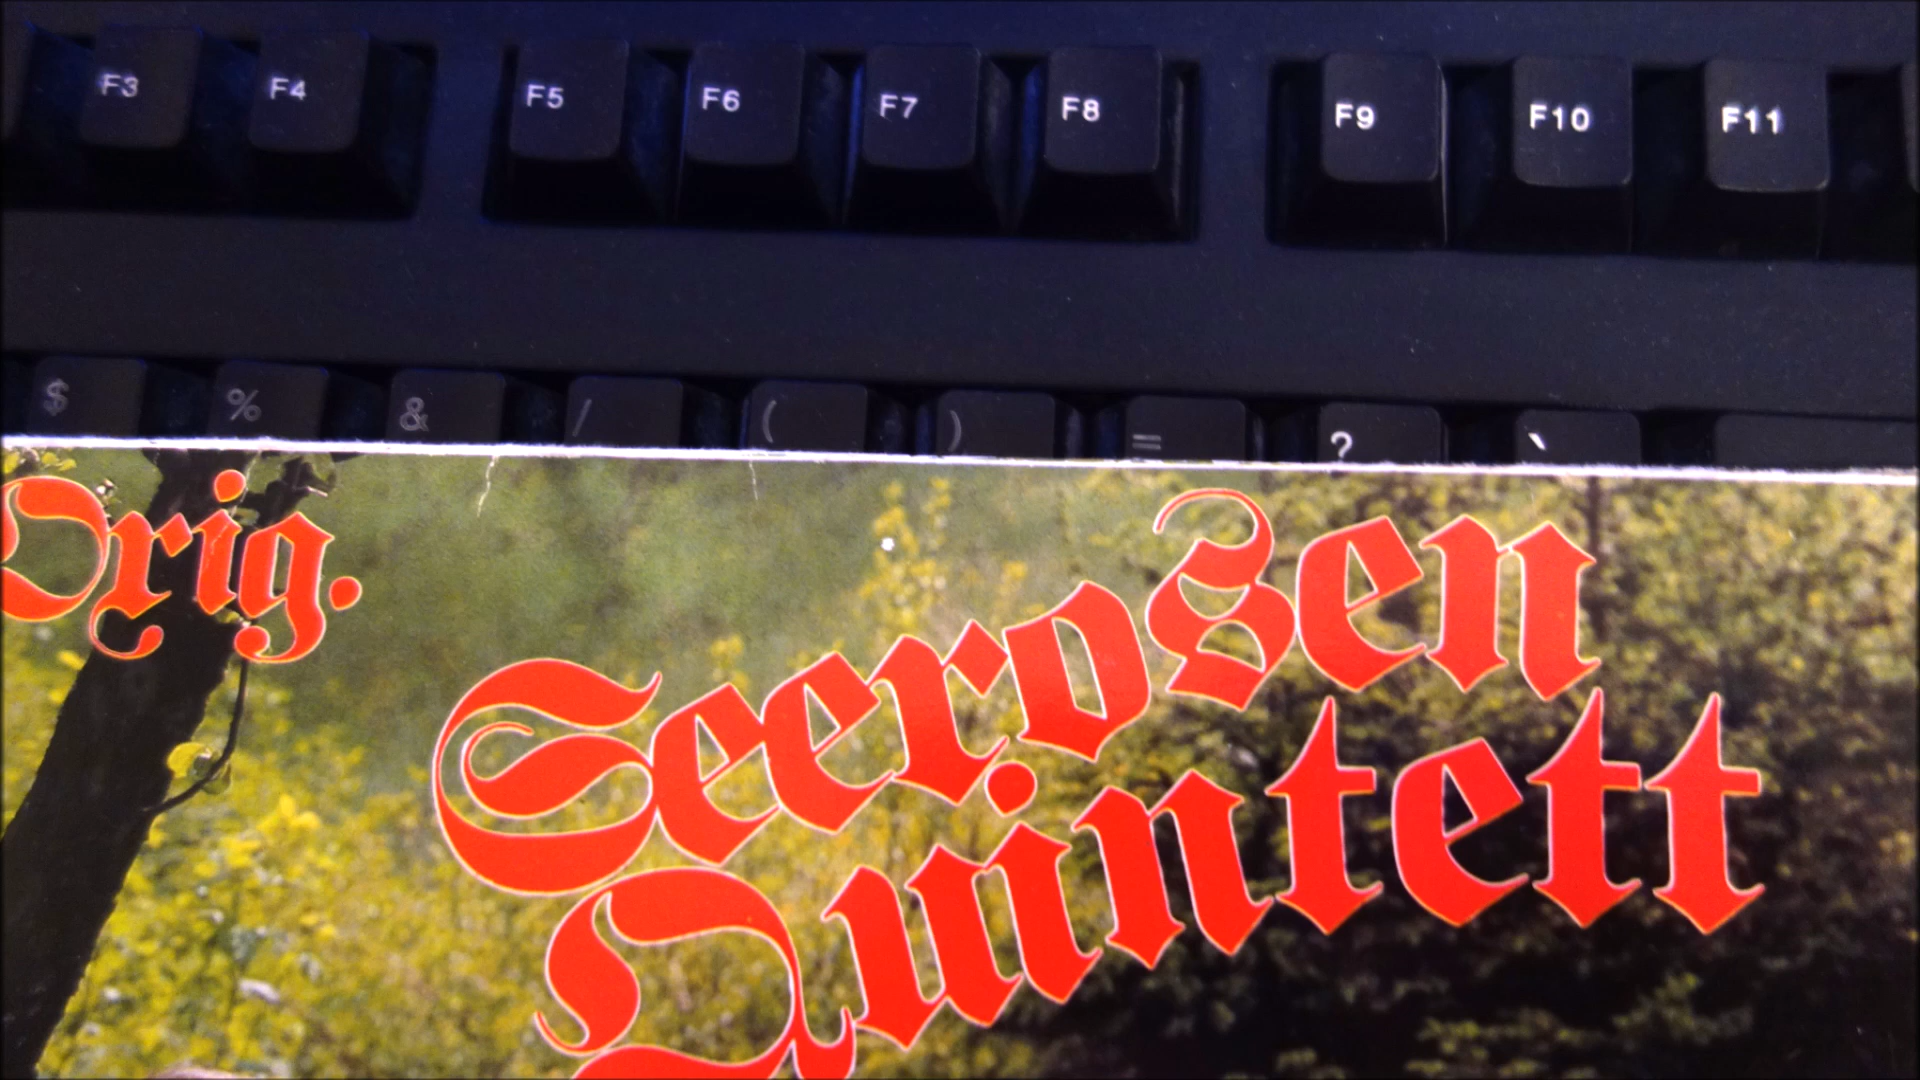 F3 F4 F5 F6 F7 F8 F9 F10 F11
$ % & / ( ) = ? `
Orig.
Seerosen
Quintett